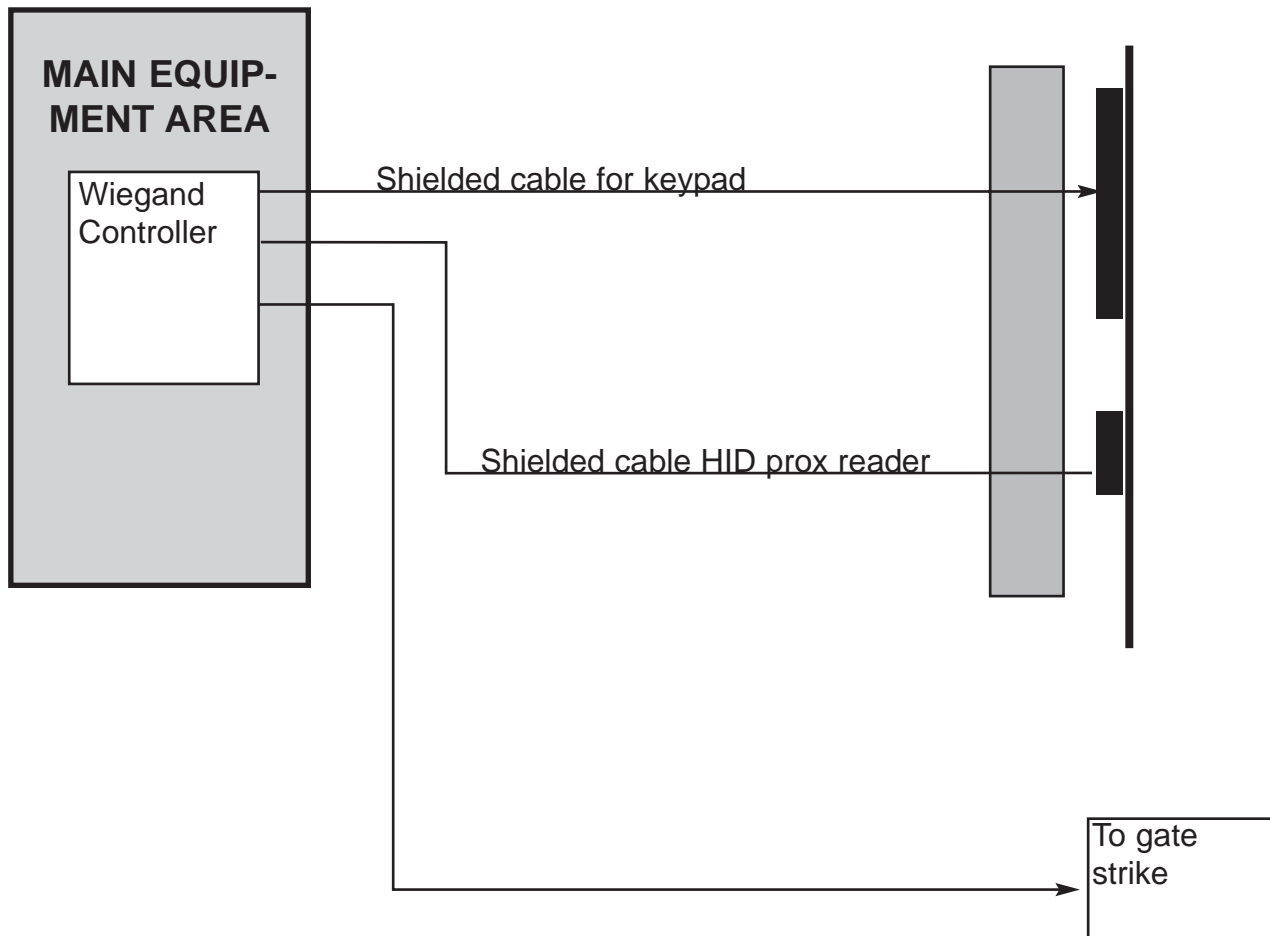 MAIN EQUIP-
MENT AREA
Wiegand
Controller
Shielded cable for keypad
Shielded cable HID prox reader
To gate
strike